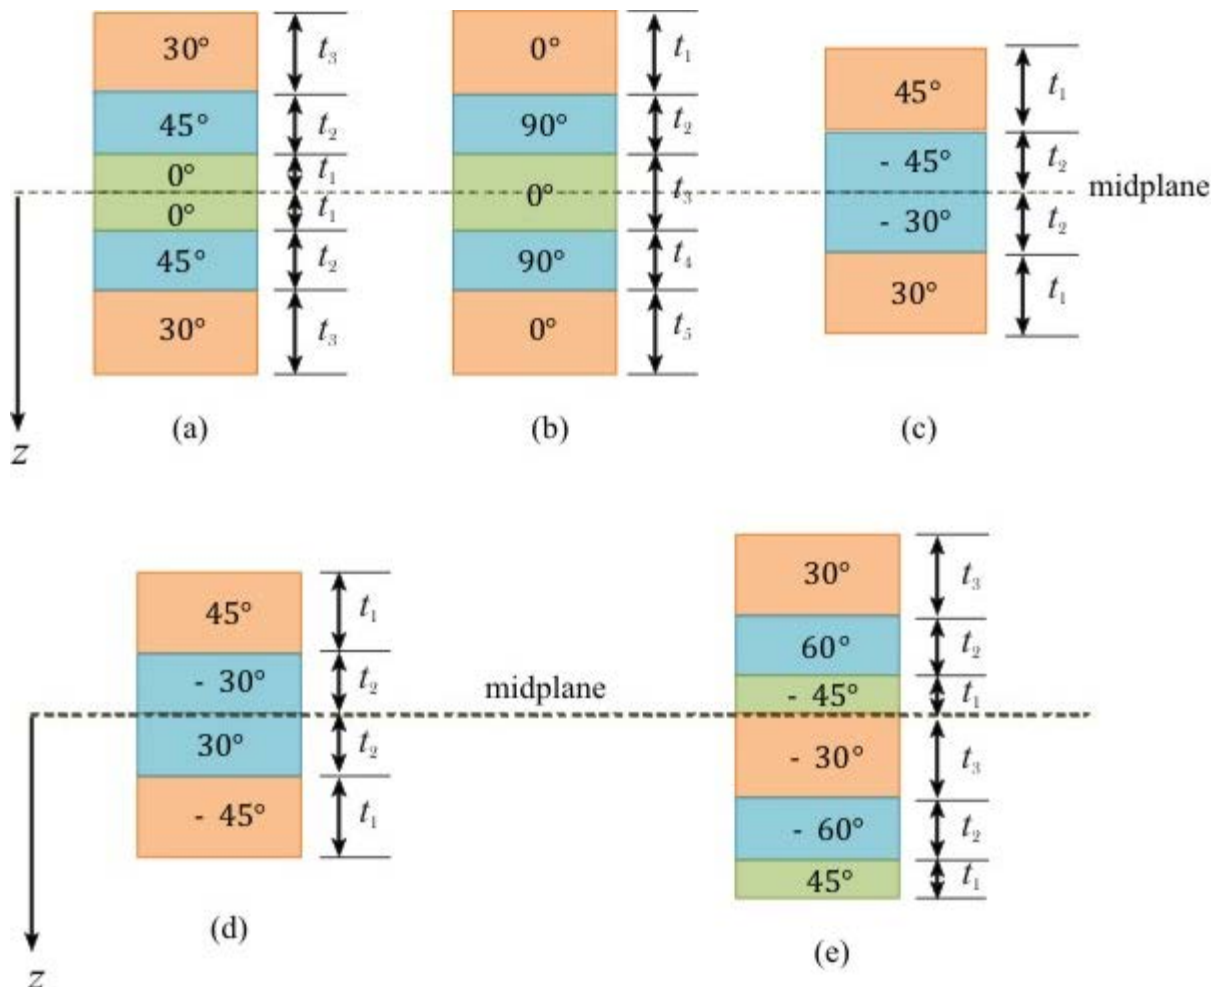 30° t₃ 0° t₁
45° t₁
45° t₂ 90° t₂
- 45° t₂
0° t₁
0° t₃ midplane
0° t₁ - 30° t₂
45° t₂ 90° t₄
30° t₁
30° t₃ 0° t₅
(a) (b) (c)
z
30° t₃
45° t₁
60° t₂
- 30° t₂ midplane - 45° t₁
30° t₂ - 30° t₃
- 45° t₁ - 60° t₂
45° t₁
(d) (e)
z